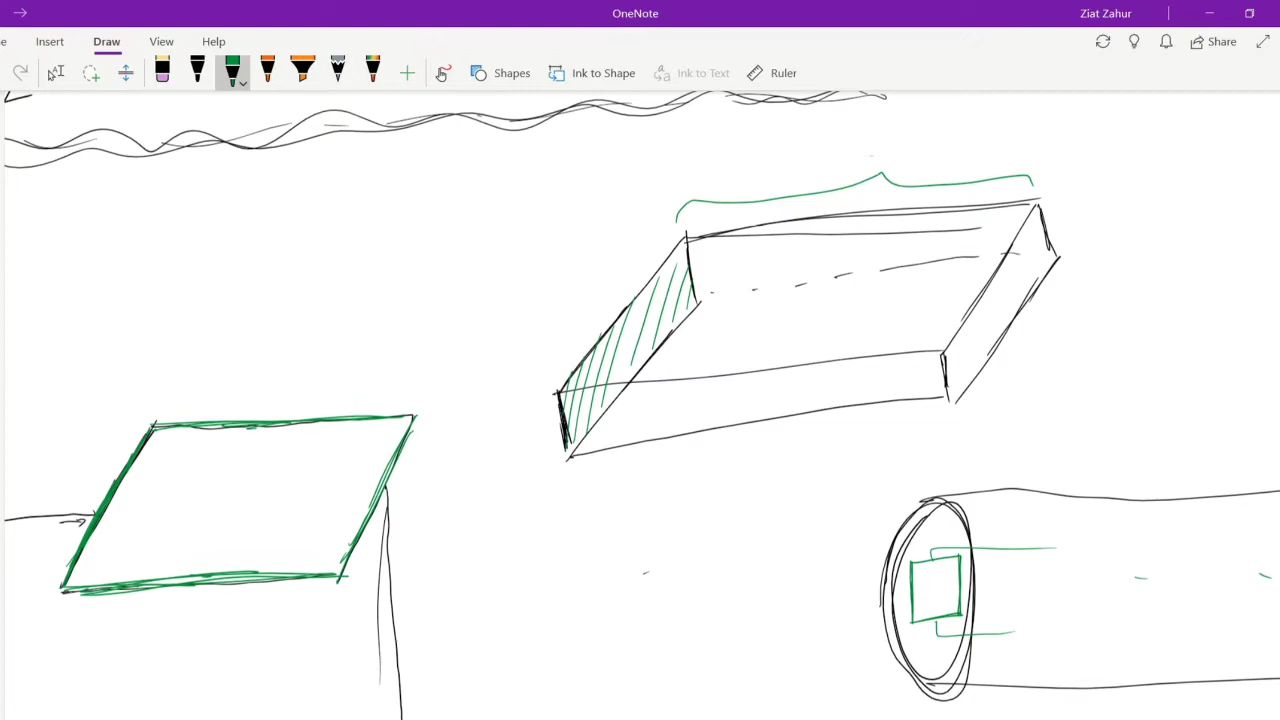 OneNote
Ziat Zahur
Insert
Draw
View
Help
Share
Shapes
Ink to Shape
Ink to Text
Ruler